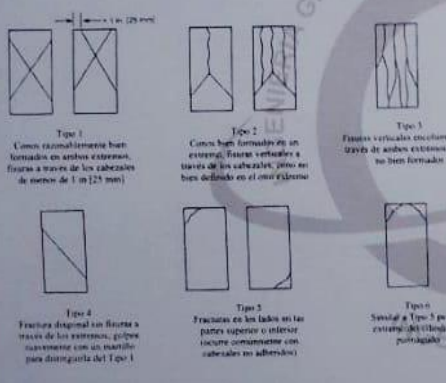 < 1 in [25 mm]
Tipo 1
Conos razonablemente bien
formados en ambos extremos,
fisuras a través de los cabezales
de menos de 1 in [25 mm]
Tipo 2
Conos bien formados en un
extremo, fisuras verticales a
través de los cabezales, cono no
bien definido en el otro extremo
Tipo 3
Fisuras verticales
través de ambos extremos
no bien formados
Tipo 4
Fractura diagonal sin fisuras a
través de los extremos; golpee
suavemente con un martillo
para distinguirla del Tipo 1
Tipo 5
Fracturas en los lados en las
partes superior o inferior
(ocurre comúnmente con
cabezales no adheridos)
Tipo 6
Similar a Tipo 5
extremo del
puntiagudo